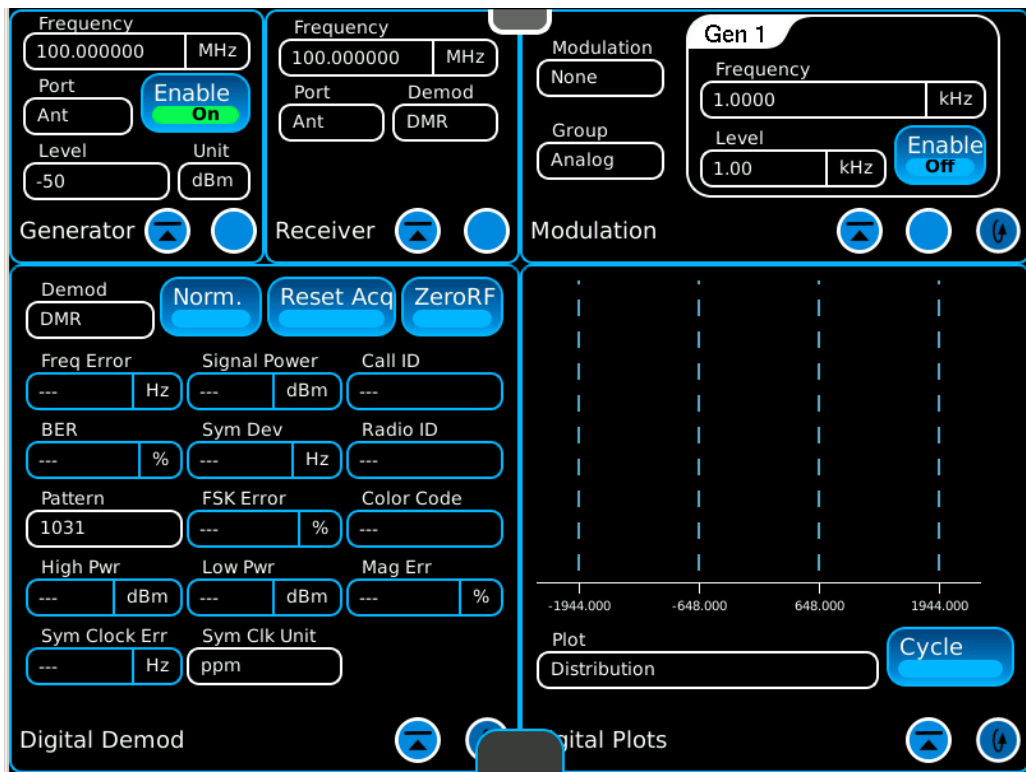 Frequency
100.000000 MHz
Port
Ant
Enable
On
Level Unit
-50 dBm
Generator
Frequency
100.000000 MHz
Port Demod
Ant DMR
Receiver
Modulation
None
Group
Analog
Gen 1
Frequency
1.0000 kHz
Level
1.00 kHz
Enable
Off
Modulation
Demod
DMR
Norm.
Reset Acq
ZeroRF
Freq Error Signal Power Call ID
--- Hz --- dBm ---
BER Sym Dev Radio ID
--- % --- Hz ---
Pattern FSK Error Color Code
1031 --- % ---
High Pwr Low Pwr Mag Err
--- dBm --- dBm --- %
Sym Clock Err Sym Clk Unit
--- Hz ppm
Digital Demod
-1944.000 -648.000 648.000 1944.000
Plot
Distribution
Cycle
gital Plots